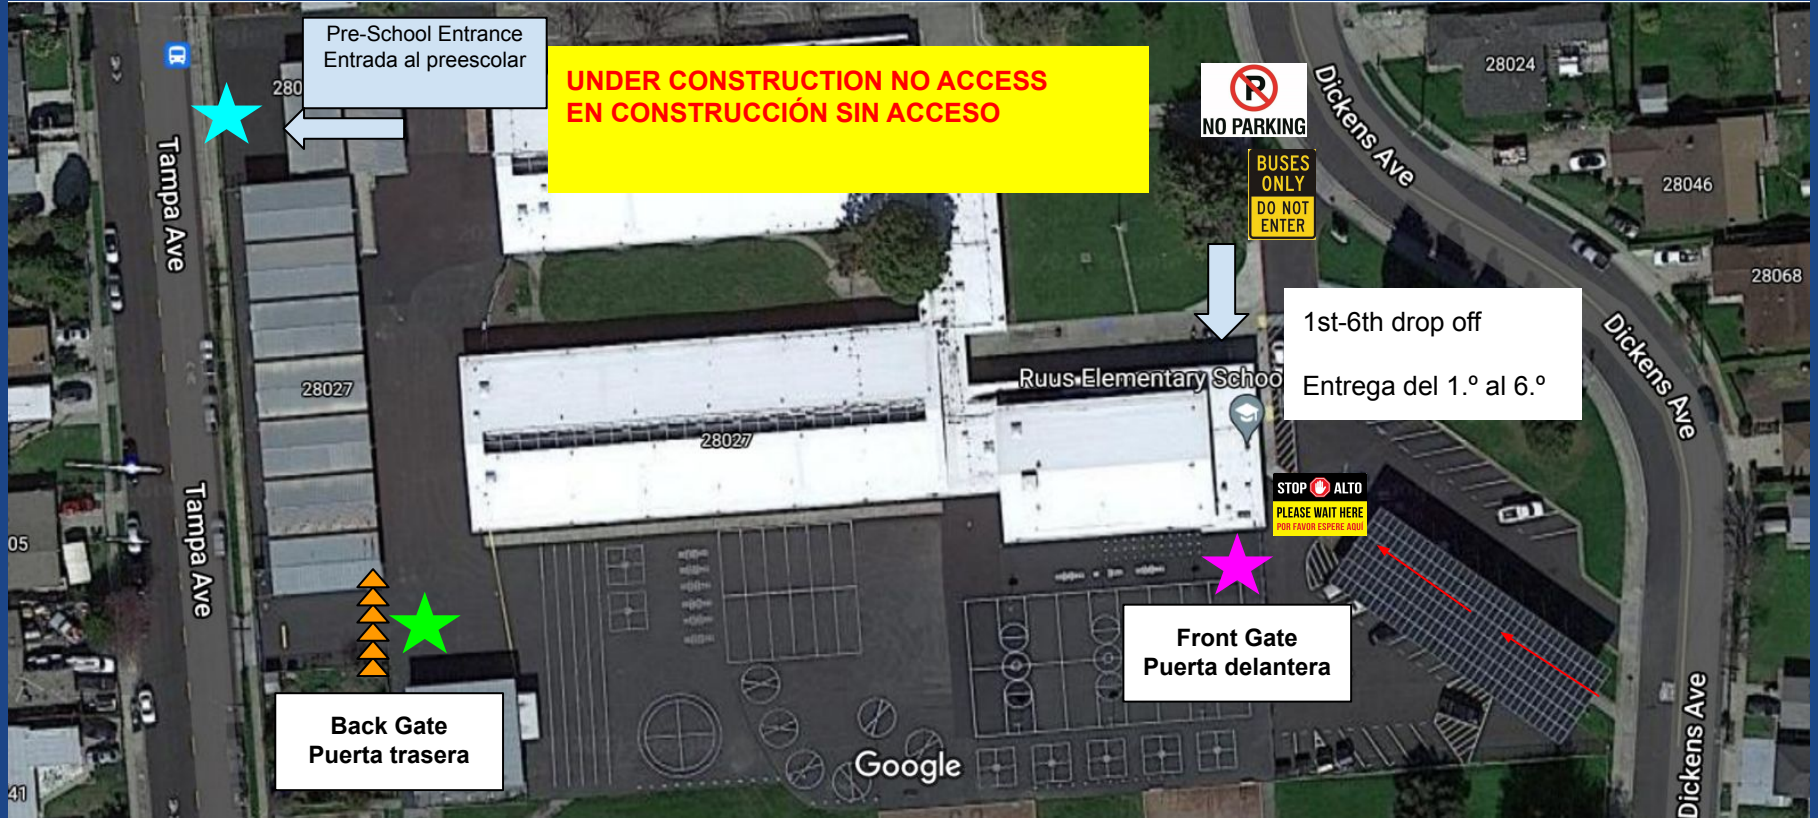 Pre-School Entrance
Entrada al preescolar
UNDER CONSTRUCTION NO ACCESS
EN CONSTRUCCIÓN SIN ACCESO
NO PARKING
BUSES
ONLY
DO NOT
ENTER
Dickens Ave
28024
28046
28068
280
Tampa Ave
28027
1st-6th drop off
Entrega del 1.º al 6.º
Dickens Ave
Ruus Elementary Schoo
28027
STOP ALTO
PLEASE WAIT HERE
POR FAVOR ESPERE AQUÍ
Tampa Ave
05
Front Gate
Puerta delantera
Back Gate
Puerta trasera
Google
Dickens Ave
41